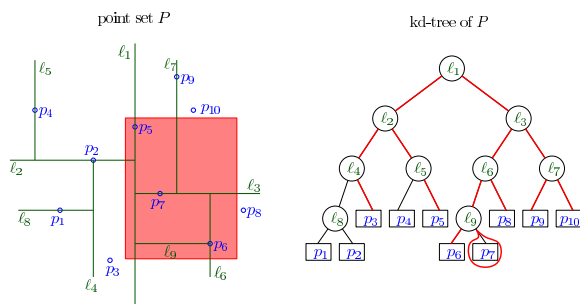 point set P
kd-tree of P
ℓ1
ℓ5
ℓ7
p9
p4
p10
p5
p2
ℓ2
ℓ3
p7
ℓ8
p1
p8
p6
ℓ9
p3
ℓ4
ℓ6
ℓ1
ℓ2
ℓ3
ℓ4
ℓ5
ℓ6
ℓ7
ℓ8
p3
p4
p5
ℓ9
p8
p9
p10
p1
p2
p6
p7